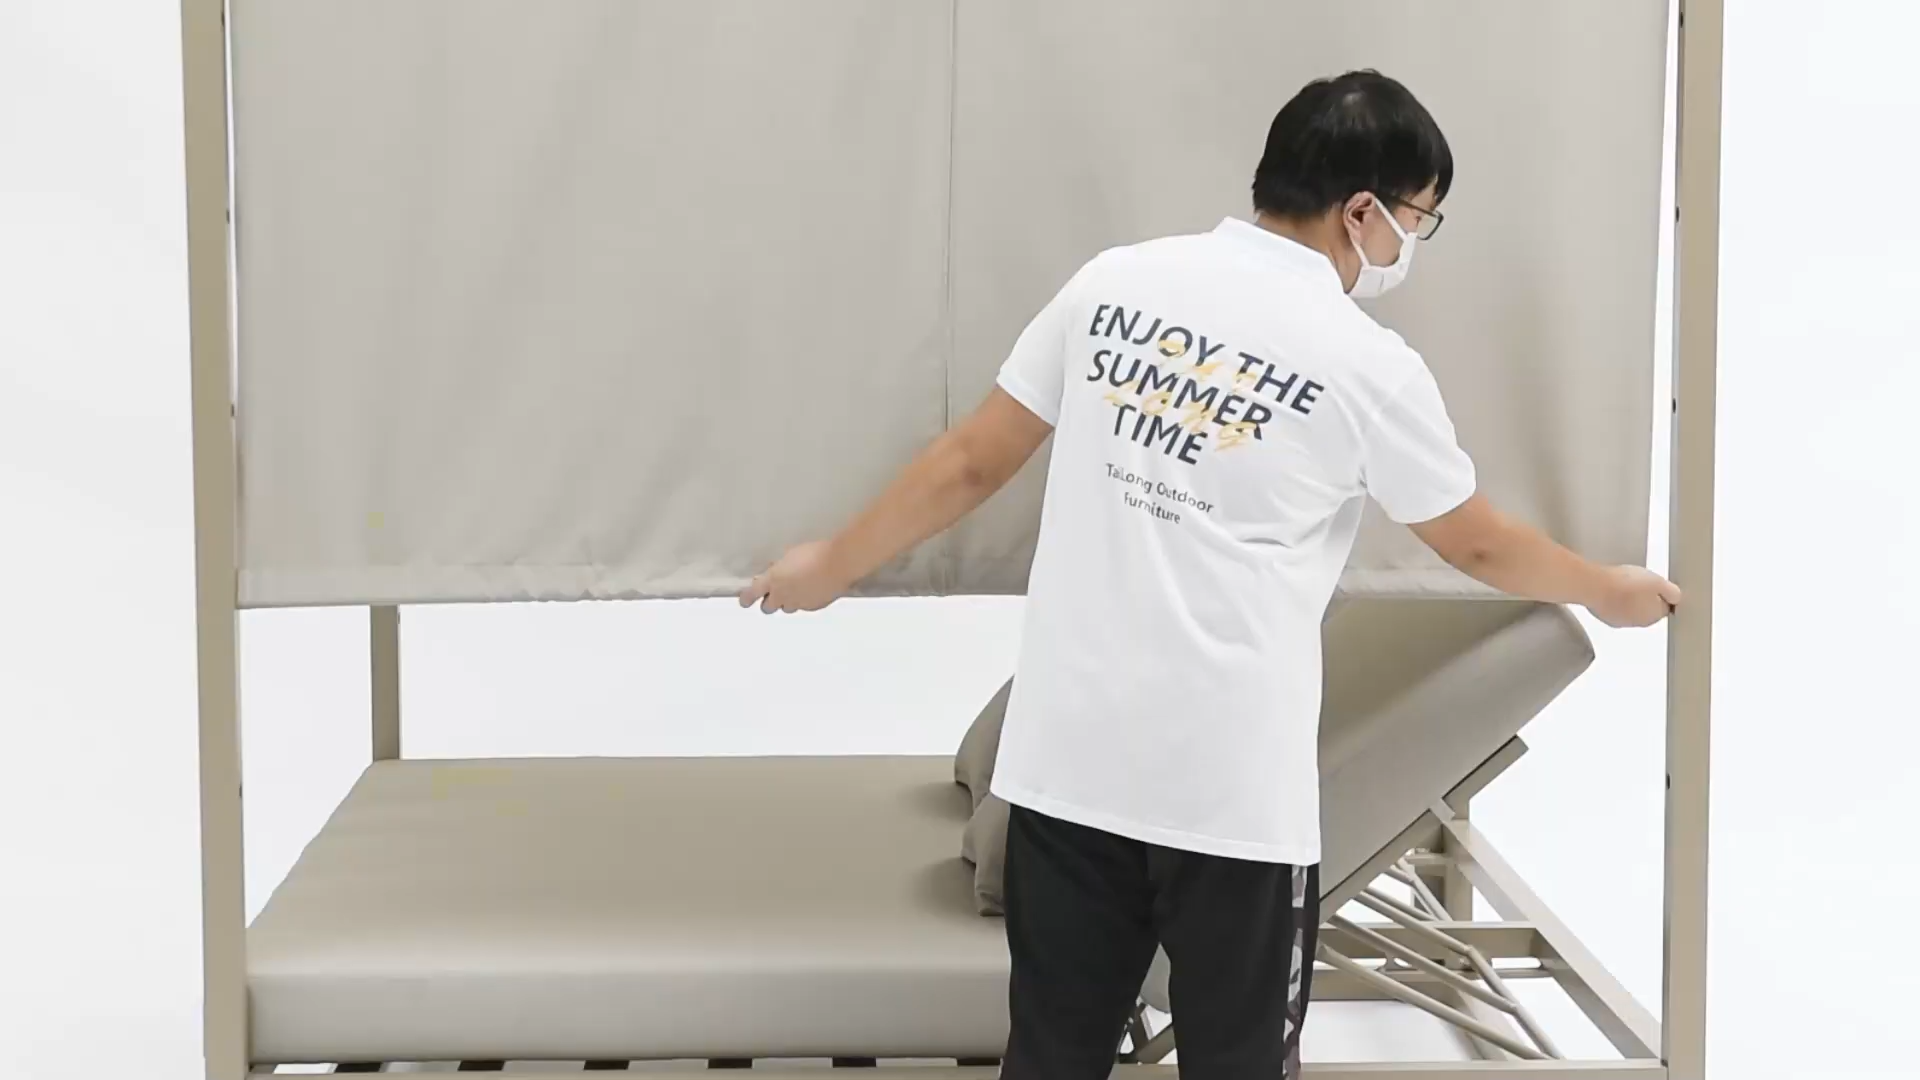 ENJOY THE
SUMMER
TIME
TaiLong Outdoor
Furniture